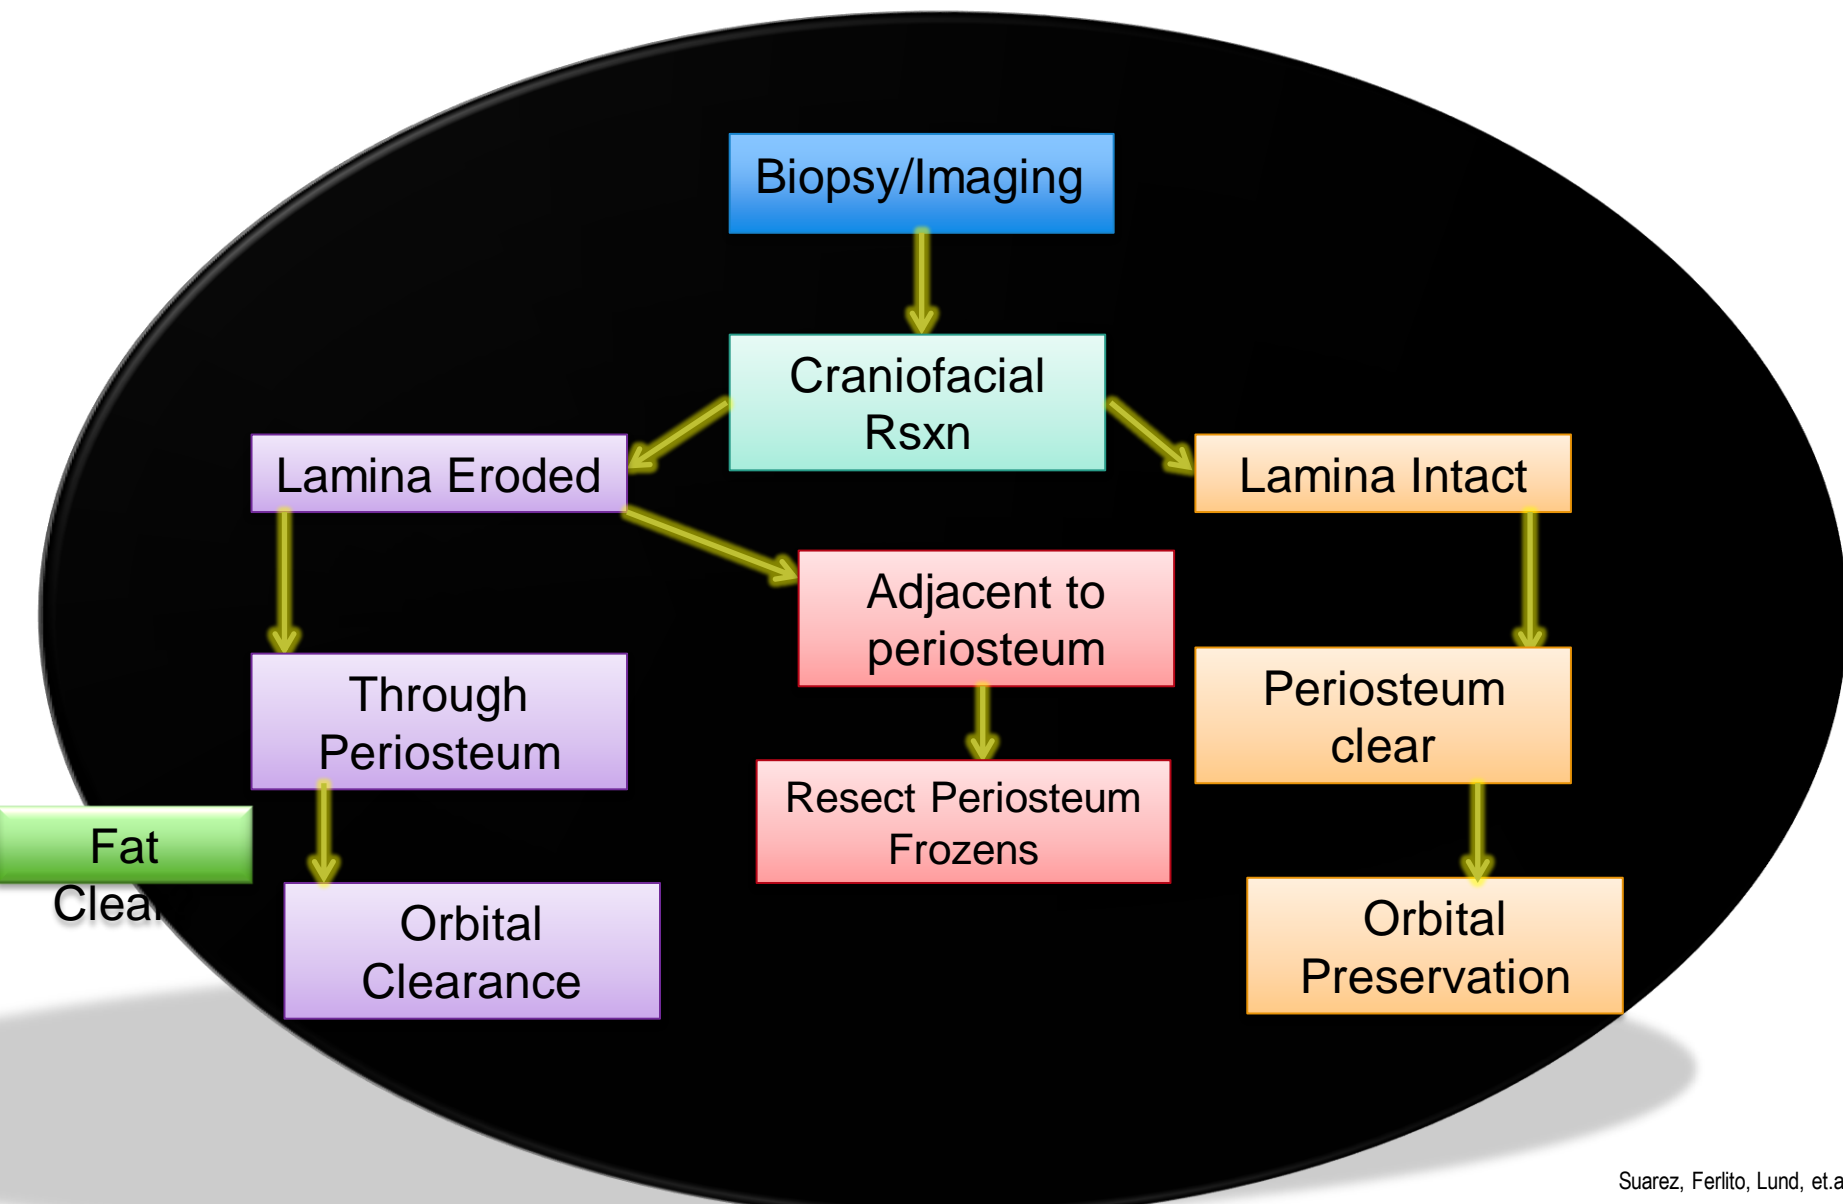 Biopsy/Imaging
Craniofacial
Rsxn
Lamina Eroded
Lamina Intact
Adjacent to
periosteum
Through
Periosteum
Periosteum
clear
Resect Periosteum
Frozens
Fat
Clear
Orbital
Clearance
Orbital
Preservation
Suarez, Ferlito, Lund, et.a